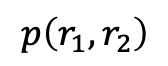 p(r₁, r₂)